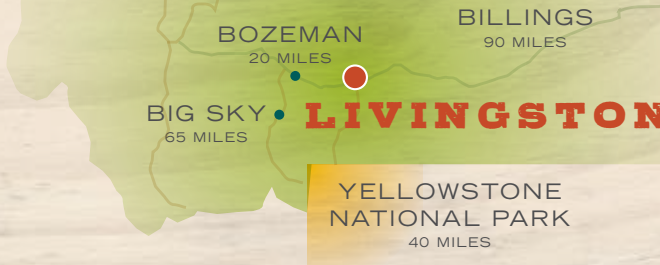 BILLINGS
90 MILES
BOZEMAN
20 MILES
BIG SKY
65 MILES
LIVINGSTON
YELLOWSTONE
NATIONAL PARK
40 MILES